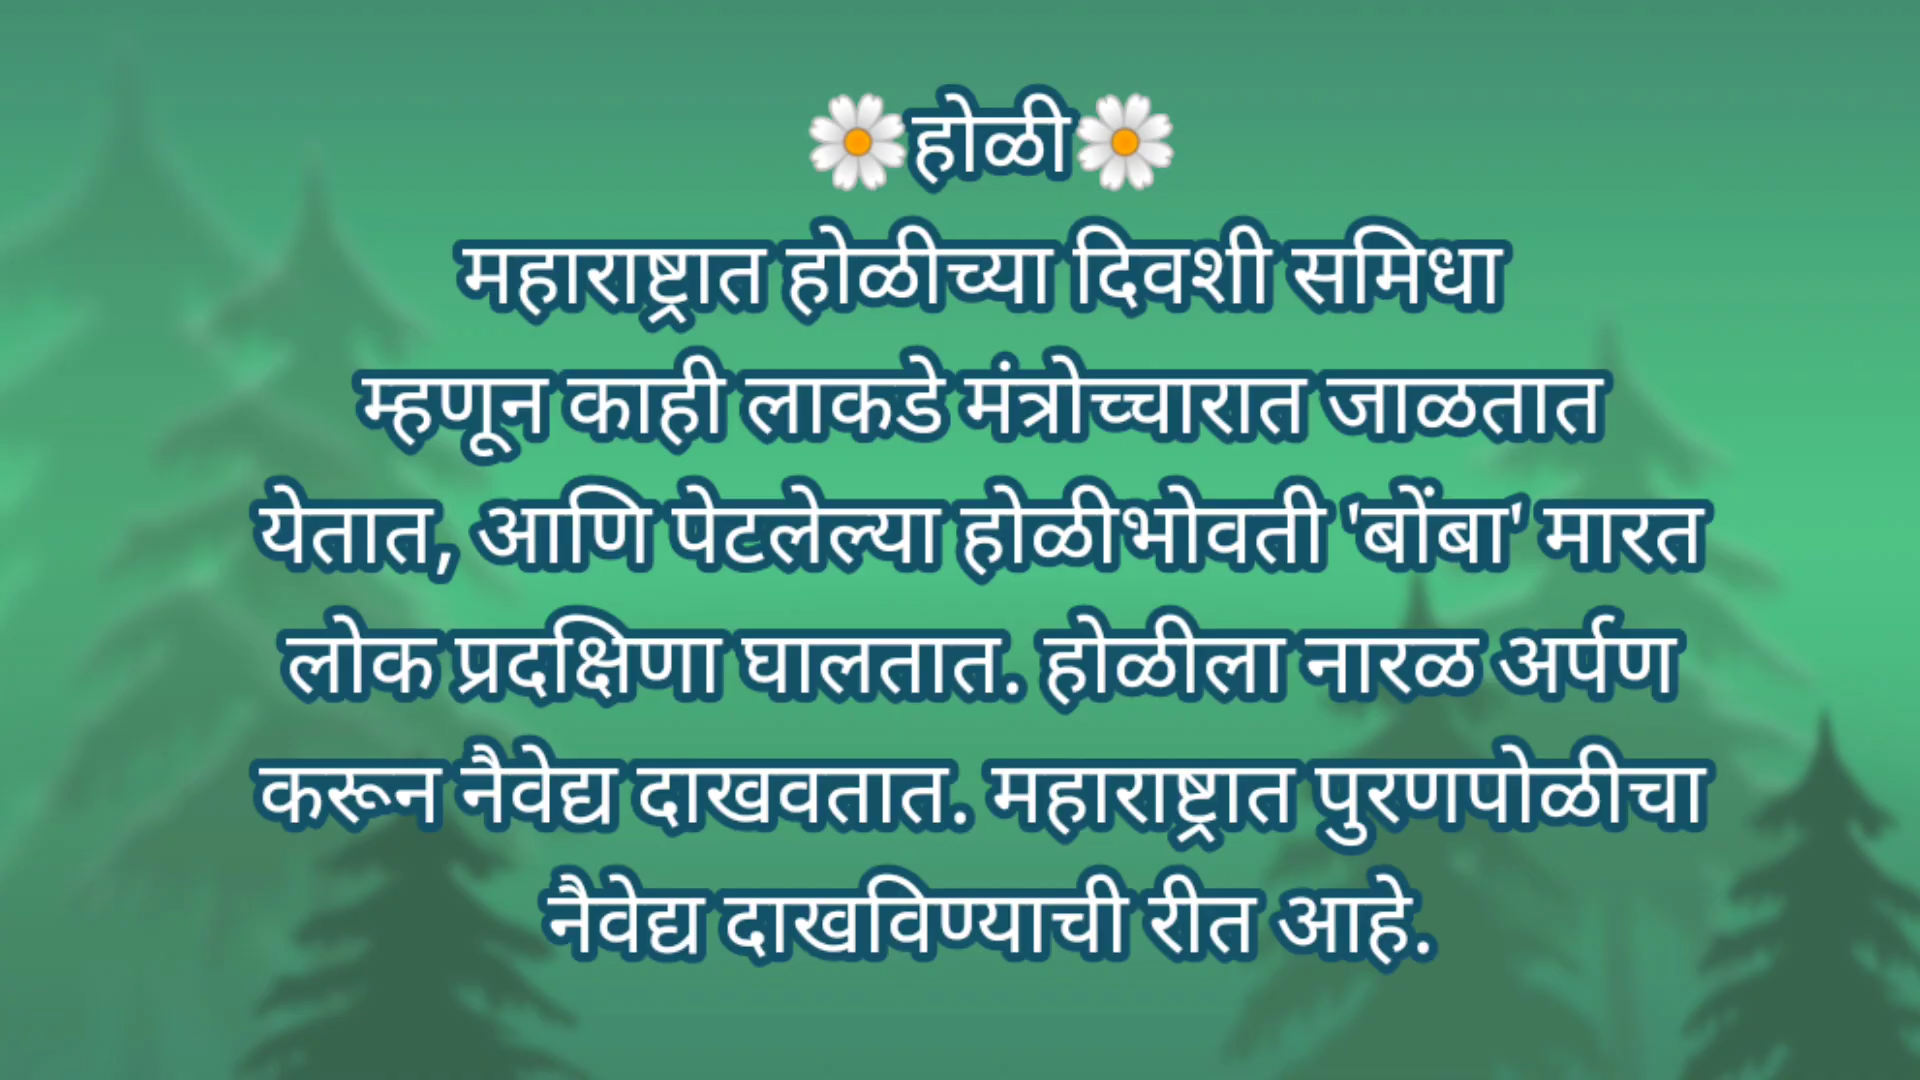 🌼होळी🌼
महाराष्ट्रात होळीच्या दिवशी समिधा
म्हणून काही लाकडे मंत्रोच्चारात जाळतात
येतात, आणि पेटलेल्या होळीभोवती 'बोंबा' मारत
लोक प्रदक्षिणा घालतात. होळीला नारळ अर्पण
करून नैवेद्य दाखवतात. महाराष्ट्रात पुरणपोळीचा
नैवेद्य दाखविण्याची रीत आहे.